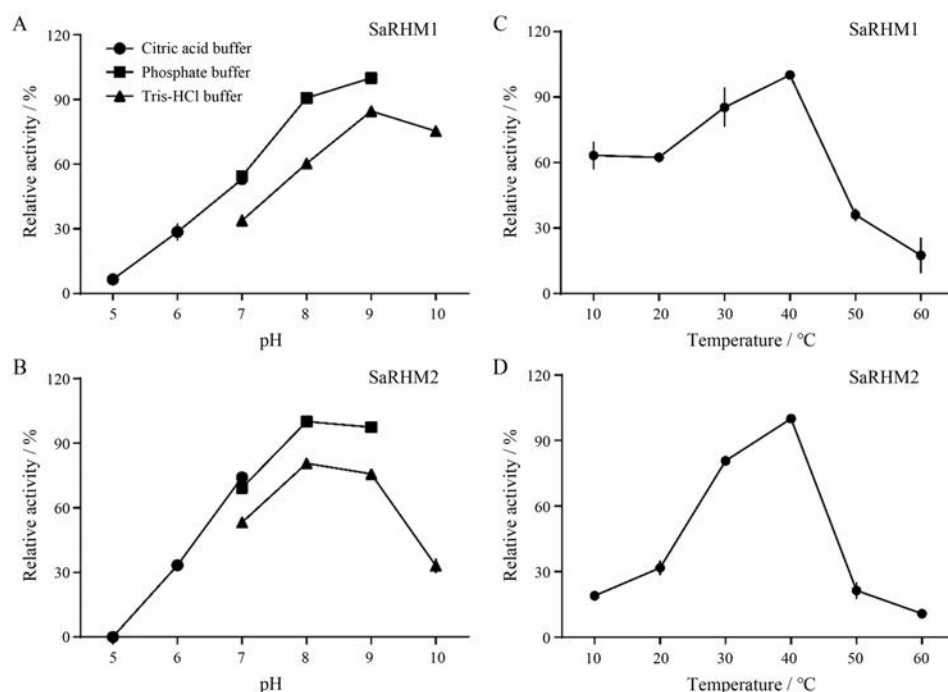 A
SaRHM1
Citric acid buffer
Phosphate buffer
Tris-HCl buffer
Relative activity / %
120
90
60
30
0
5 6 7 8 9 10
pH
C
SaRHM1
Relative activity / %
120
90
60
30
0
10 20 30 40 50 60
Temperature / °C
B
SaRHM2
Relative activity / %
120
90
60
30
0
5 6 7 8 9 10
pH
D
SaRHM2
Relative activity / %
120
90
60
30
0
10 20 30 40 50 60
Temperature / °C